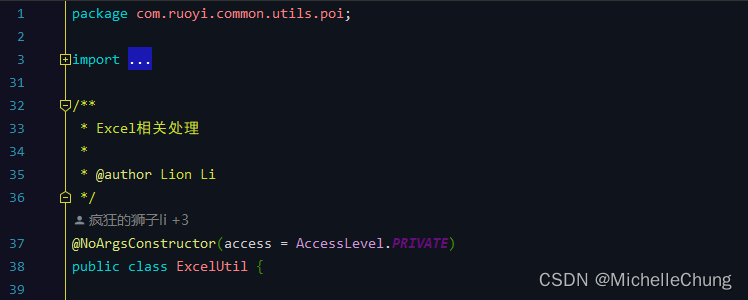 1 package com.ruoyi.common.utils.poi;
2
3 import ...
31
32 /**
33 * Excel相关处理
34 *
35 * @author Lion Li
36 */
疯狂的狮子li +3
37 @NoArgsConstructor(access = AccessLevel.PRIVATE)
38 public class ExcelUtil {
39
CSDN @MichelleChung